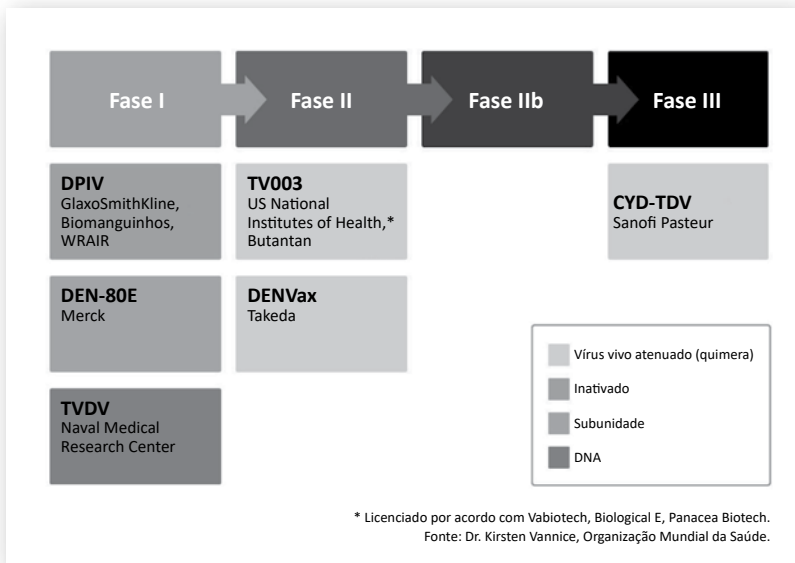 Fase I
Fase II
Fase IIb
Fase III
DPIV
GlaxoSmithKline,
Biomanguinhos,
WRAIR
TV003
US National
Institutes of Health,*
Butantan
CYD-TDV
Sanofi Pasteur
DEN-80E
Merck
DENVax
Takeda
TVDV
Naval Medical
Research Center
Vírus vivo atenuado (quimera)
Inativado
Subunidade
DNA
* Licenciado por acordo com Vabiotech, Biological E, Panacea Biotech.
Fonte: Dr. Kirsten Vannice, Organização Mundial da Saúde.